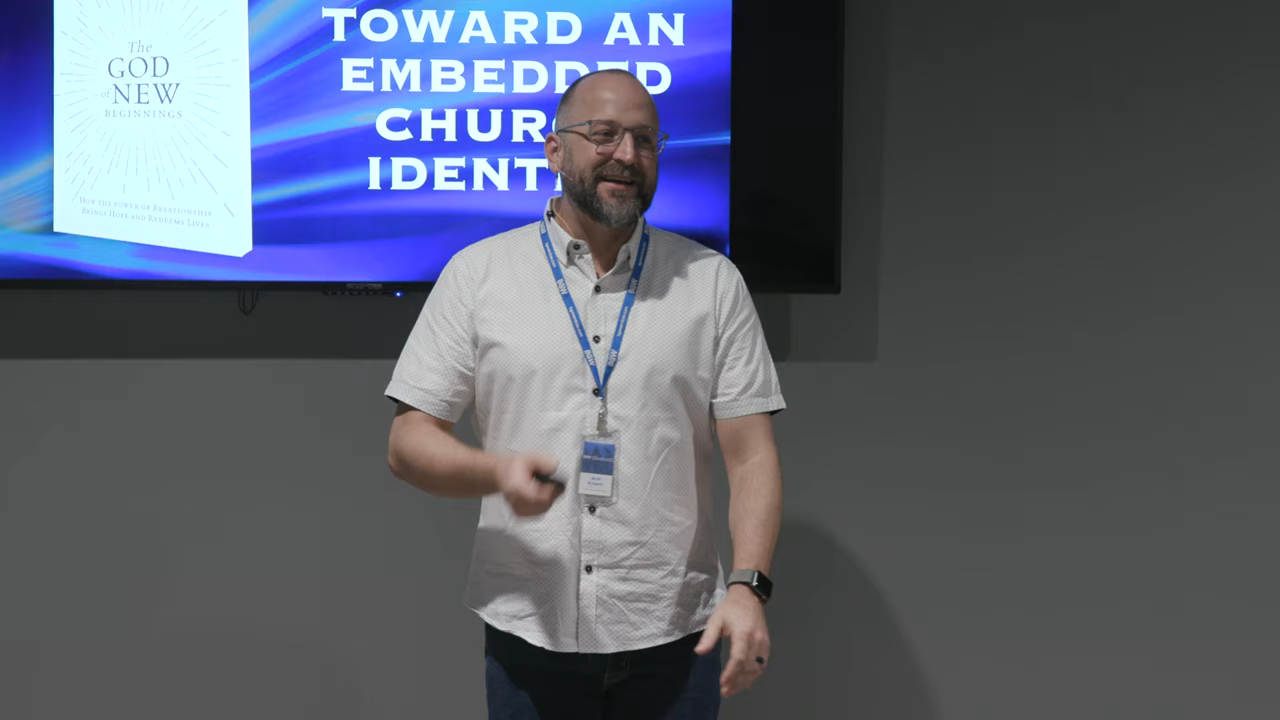 The
GOD
of NEW
BEGINNINGS
HOW THE POWER OF RELATIONSHIP
BRINGS HOPE AND REDEEMS LIVES
TOWARD AN
EMBEDDED
CHUR
IDENT